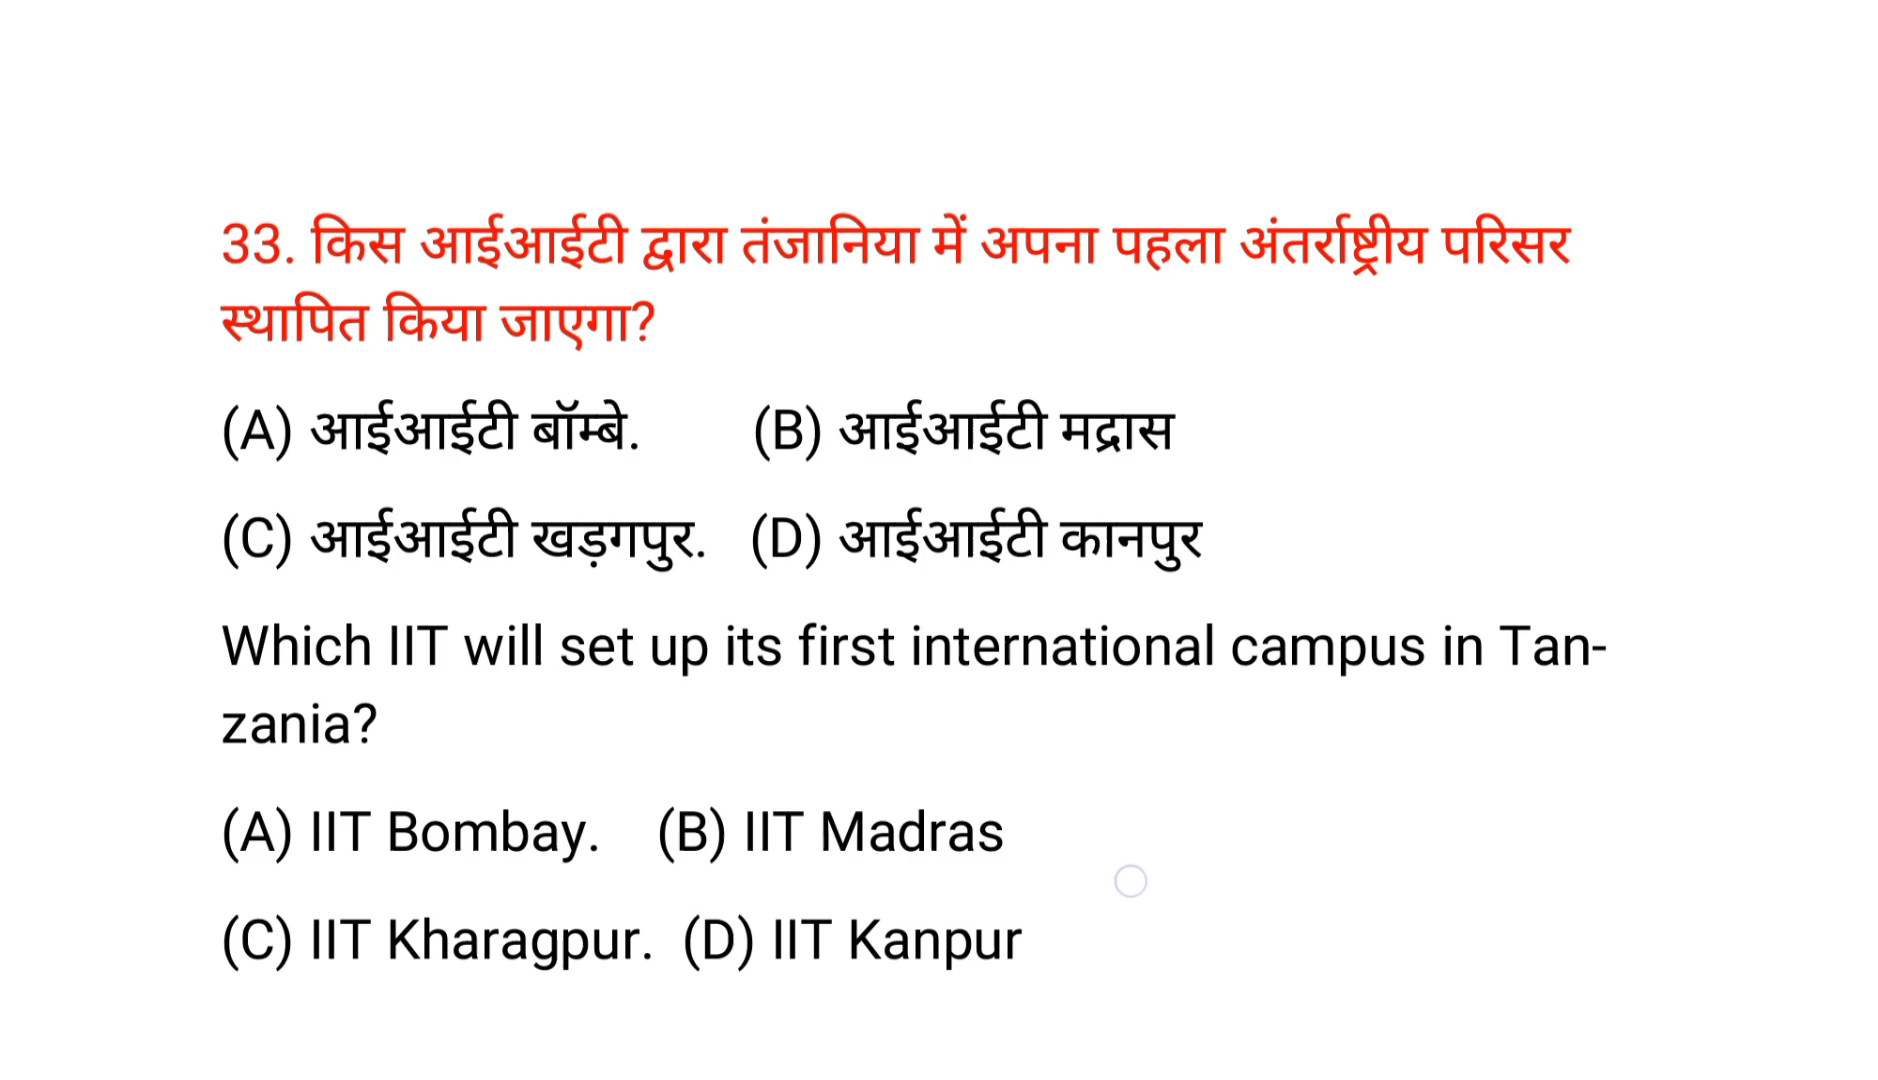 33. किस आईआईटी द्वारा तंजानिया में अपना पहला अंतर्राष्ट्रीय परिसर
स्थापित किया जाएगा?
(A) आईआईटी बॉम्बे. (B) आईआईटी मद्रास
(C) आईआईटी खड़गपुर. (D) आईआईटी कानपुर
Which IIT will set up its first international campus in Tan-
zania?
(A) IIT Bombay. (B) IIT Madras
(C) IIT Kharagpur. (D) IIT Kanpur